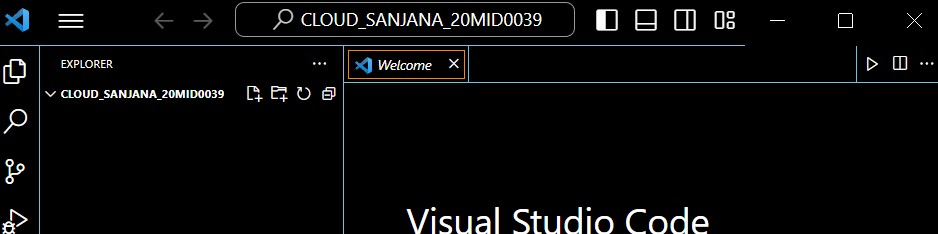 CLOUD_SANJANA_20MID0039
EXPLORER
Welcome
CLOUD_SANJANA_20MID0039
Visual Studio Code